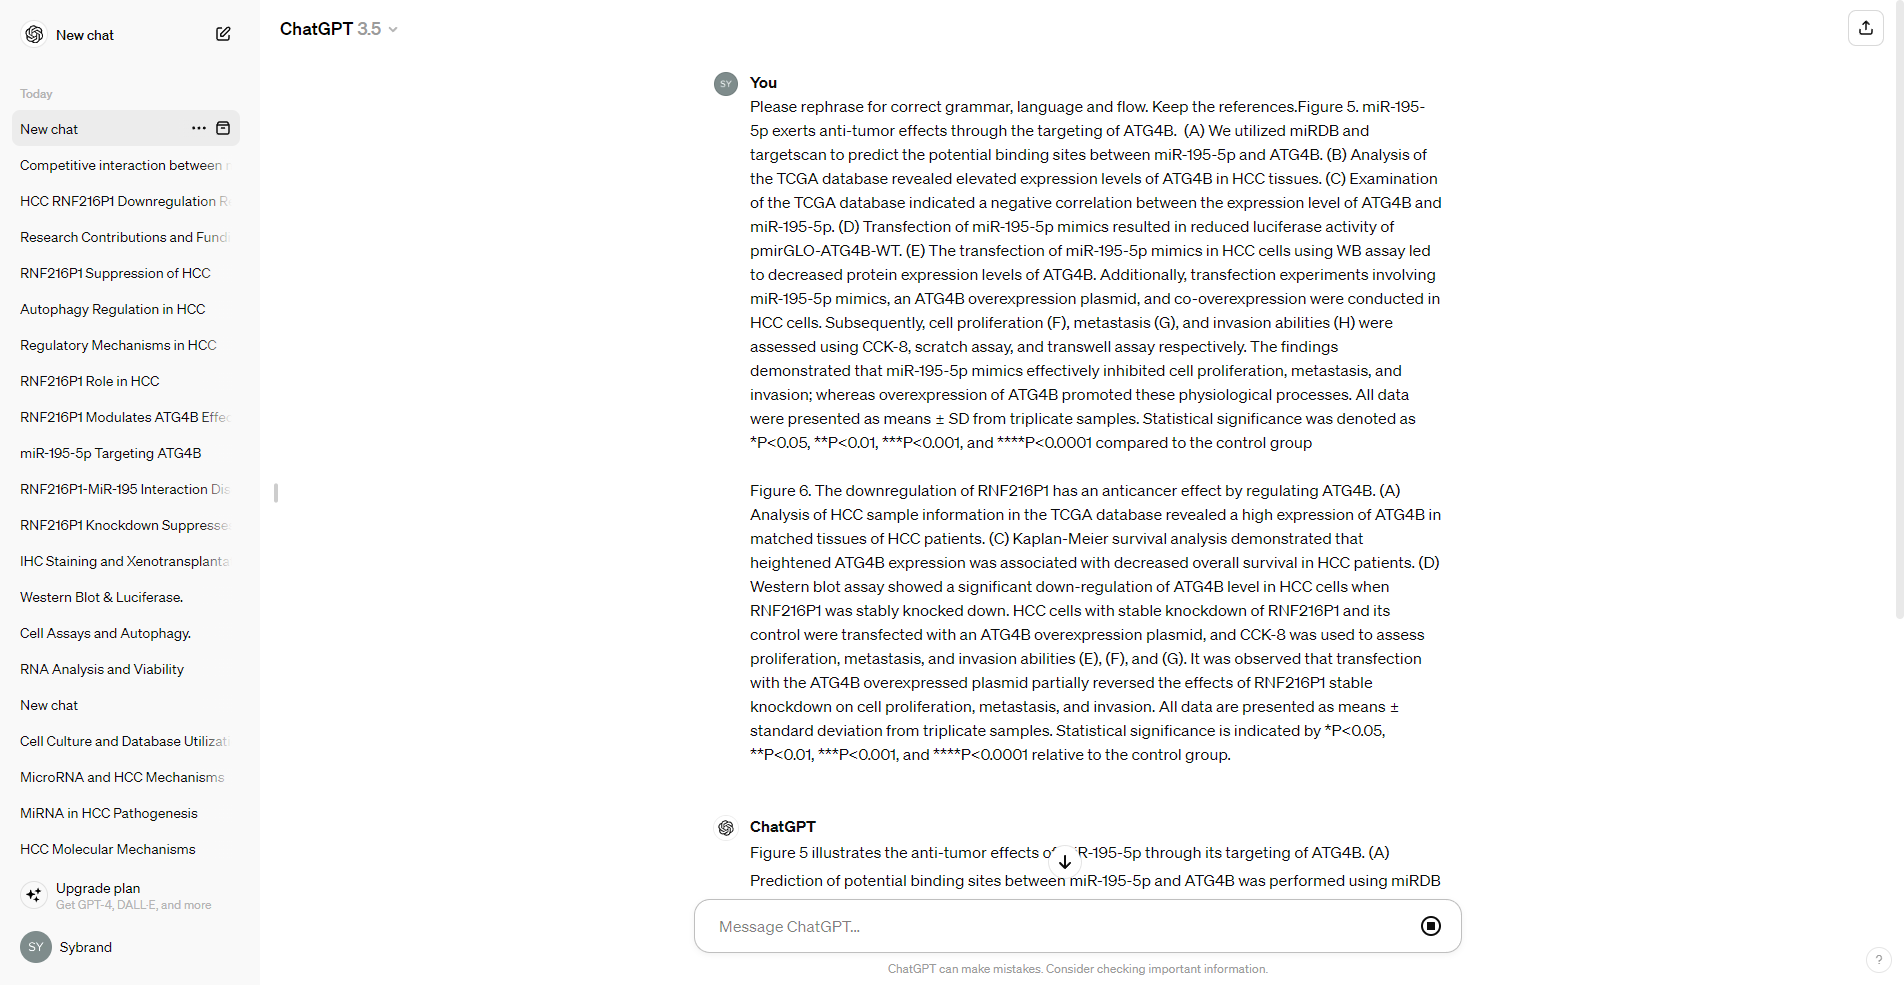 New chat
Today
New chat
Competitive interaction between
HCC RNF216P1 Downregulation
Research Contributions and Fund
RNF216P1 Suppression of HCC
Autophagy Regulation in HCC
Regulatory Mechanisms in HCC
RNF216P1 Role in HCC
RNF216P1 Modulates ATG4B Effe
miR-195-5p Targeting ATG4B
RNF216P1-MiR-195 Interaction Dis
RNF216P1 Knockdown Suppresse
IHC Staining and Xenotransplanta
Western Blot & Luciferase.
Cell Assays and Autophagy.
RNA Analysis and Viability
New chat
Cell Culture and Database Utilizat
MicroRNA and HCC Mechanisms
MiRNA in HCC Pathogenesis
HCC Molecular Mechanisms
Upgrade plan
Get GPT-4, DALL·E, and more
SY Sybrand
ChatGPT 3.5
SY You
Please rephrase for correct grammar, language and flow. Keep the references.Figure 5. miR-195-
5p exerts anti-tumor effects through the targeting of ATG4B.  (A) We utilized miRDB and
targetscan to predict the potential binding sites between miR-195-5p and ATG4B. (B) Analysis of
the TCGA database revealed elevated expression levels of ATG4B in HCC tissues. (C) Examination
of the TCGA database indicated a negative correlation between the expression level of ATG4B and
miR-195-5p. (D) Transfection of miR-195-5p mimics resulted in reduced luciferase activity of
pmirGLO-ATG4B-WT. (E) The transfection of miR-195-5p mimics in HCC cells using WB assay led
to decreased protein expression levels of ATG4B. Additionally, transfection experiments involving
miR-195-5p mimics, an ATG4B overexpression plasmid, and co-overexpression were conducted in
HCC cells. Subsequently, cell proliferation (F), metastasis (G), and invasion abilities (H) were
assessed using CCK-8, scratch assay, and transwell assay respectively. The findings
demonstrated that miR-195-5p mimics effectively inhibited cell proliferation, metastasis, and
invasion; whereas overexpression of ATG4B promoted these physiological processes. All data
were presented as means ± SD from triplicate samples. Statistical significance was denoted as
*P<0.05, **P<0.01, ***P<0.001, and ****P<0.0001 compared to the control group
Figure 6. The downregulation of RNF216P1 has an anticancer effect by regulating ATG4B. (A)
Analysis of HCC sample information in the TCGA database revealed a high expression of ATG4B in
matched tissues of HCC patients. (C) Kaplan-Meier survival analysis demonstrated that
heightened ATG4B expression was associated with decreased overall survival in HCC patients. (D)
Western blot assay showed a significant down-regulation of ATG4B level in HCC cells when
RNF216P1 was stably knocked down. HCC cells with stable knockdown of RNF216P1 and its
control were transfected with an ATG4B overexpression plasmid, and CCK-8 was used to assess
proliferation, metastasis, and invasion abilities (E), (F), and (G). It was observed that transfection
with the ATG4B overexpressed plasmid partially reversed the effects of RNF216P1 stable
knockdown on cell proliferation, metastasis, and invasion. All data are presented as means ±
standard deviation from triplicate samples. Statistical significance is indicated by *P<0.05,
**P<0.01, ***P<0.001, and ****P<0.0001 relative to the control group.
ChatGPT
Figure 5 illustrates the anti-tumor effects of R-195-5p through its targeting of ATG4B. (A)
Prediction of potential binding sites between miR-195-5p and ATG4B was performed using miRDB
Message ChatGPT...
ChatGPT can make mistakes. Consider checking important information.
?